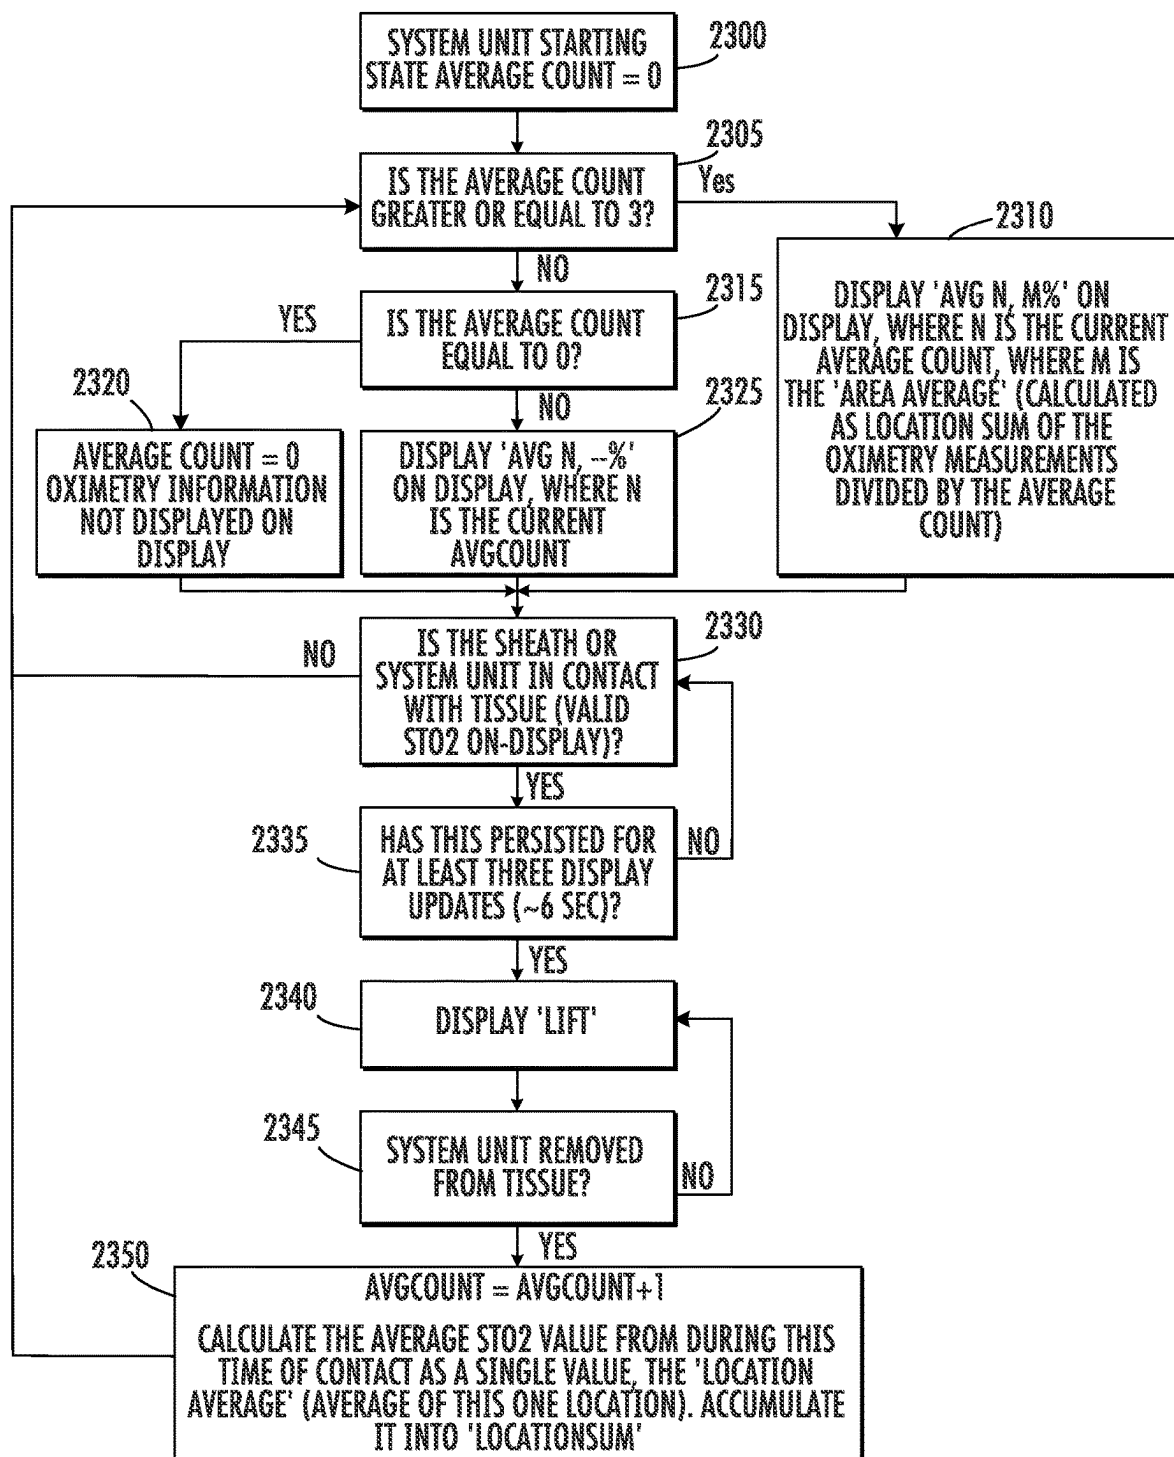 SYSTEM UNIT STARTING
STATE AVERAGE COUNT = 0
2300
IS THE AVERAGE COUNT
GREATER OR EQUAL TO 3?
2305
Yes
NO
2310
DISPLAY 'AVG N, M%' ON
DISPLAY, WHERE N IS THE CURRENT
AVERAGE COUNT, WHERE M IS
THE 'AREA AVERAGE' (CALCULATED
AS LOCATION SUM OF THE
OXIMETRY MEASUREMENTS
DIVIDED BY THE AVERAGE
COUNT)
IS THE AVERAGE COUNT
EQUAL TO 0?
2315
YES
NO
2320
AVERAGE COUNT = 0
OXIMETRY INFORMATION
NOT DISPLAYED ON
DISPLAY
2325
DISPLAY 'AVG N, --%'
ON DISPLAY, WHERE N
IS THE CURRENT
AVGCOUNT
IS THE SHEATH OR
SYSTEM UNIT IN CONTACT
WITH TISSUE (VALID
STO2 ON-DISPLAY)?
2330
NO
YES
2335
HAS THIS PERSISTED FOR
AT LEAST THREE DISPLAY
UPDATES (~6 SEC)?
NO
YES
2340
DISPLAY 'LIFT'
2345
SYSTEM UNIT REMOVED
FROM TISSUE?
NO
YES
2350
AVGCOUNT = AVGCOUNT+1
CALCULATE THE AVERAGE STO2 VALUE FROM DURING THIS
TIME OF CONTACT AS A SINGLE VALUE, THE 'LOCATION
AVERAGE' (AVERAGE OF THIS ONE LOCATION). ACCUMULATE
IT INTO 'LOCATIONSUM'